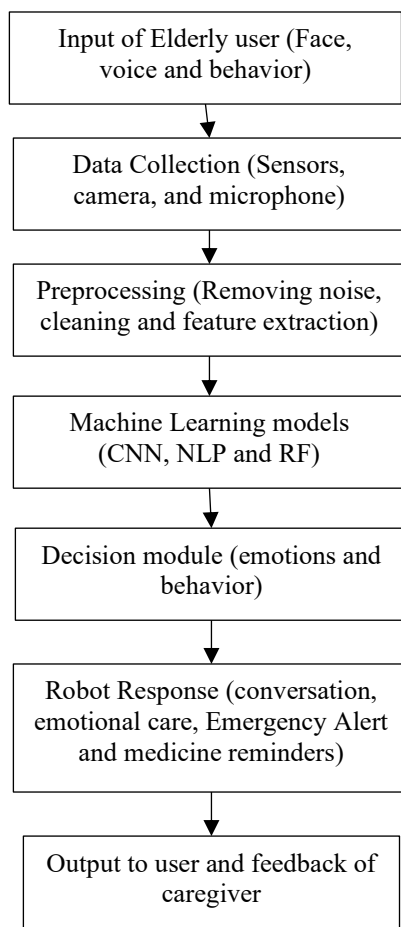 Input of Elderly user (Face,
voice and behavior)
Data Collection (Sensors,
camera, and microphone)
Preprocessing (Removing noise,
cleaning and feature extraction)
Machine Learning models
(CNN, NLP and RF)
Decision module (emotions and
behavior)
Robot Response (conversation,
emotional care, Emergency Alert
and medicine reminders)
Output to user and feedback of
caregiver